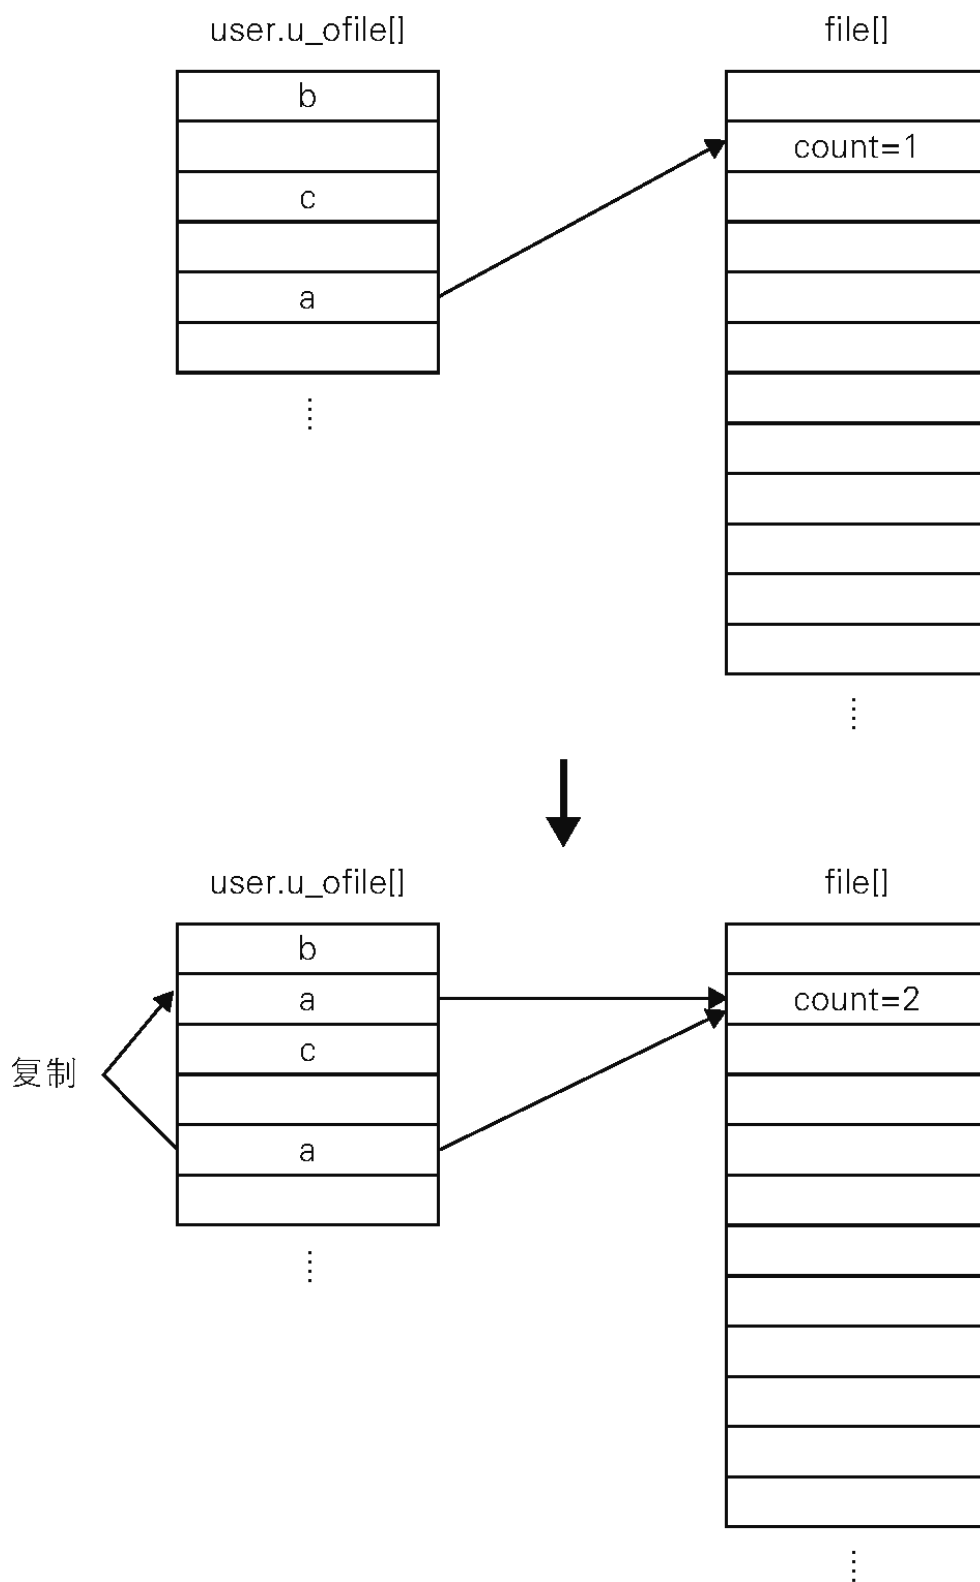 user.u_ofile[] file[]
b
count=1
c
a
⋮
⋮
user.u_ofile[] file[]
b
a count=2
c
复制
a
⋮
⋮